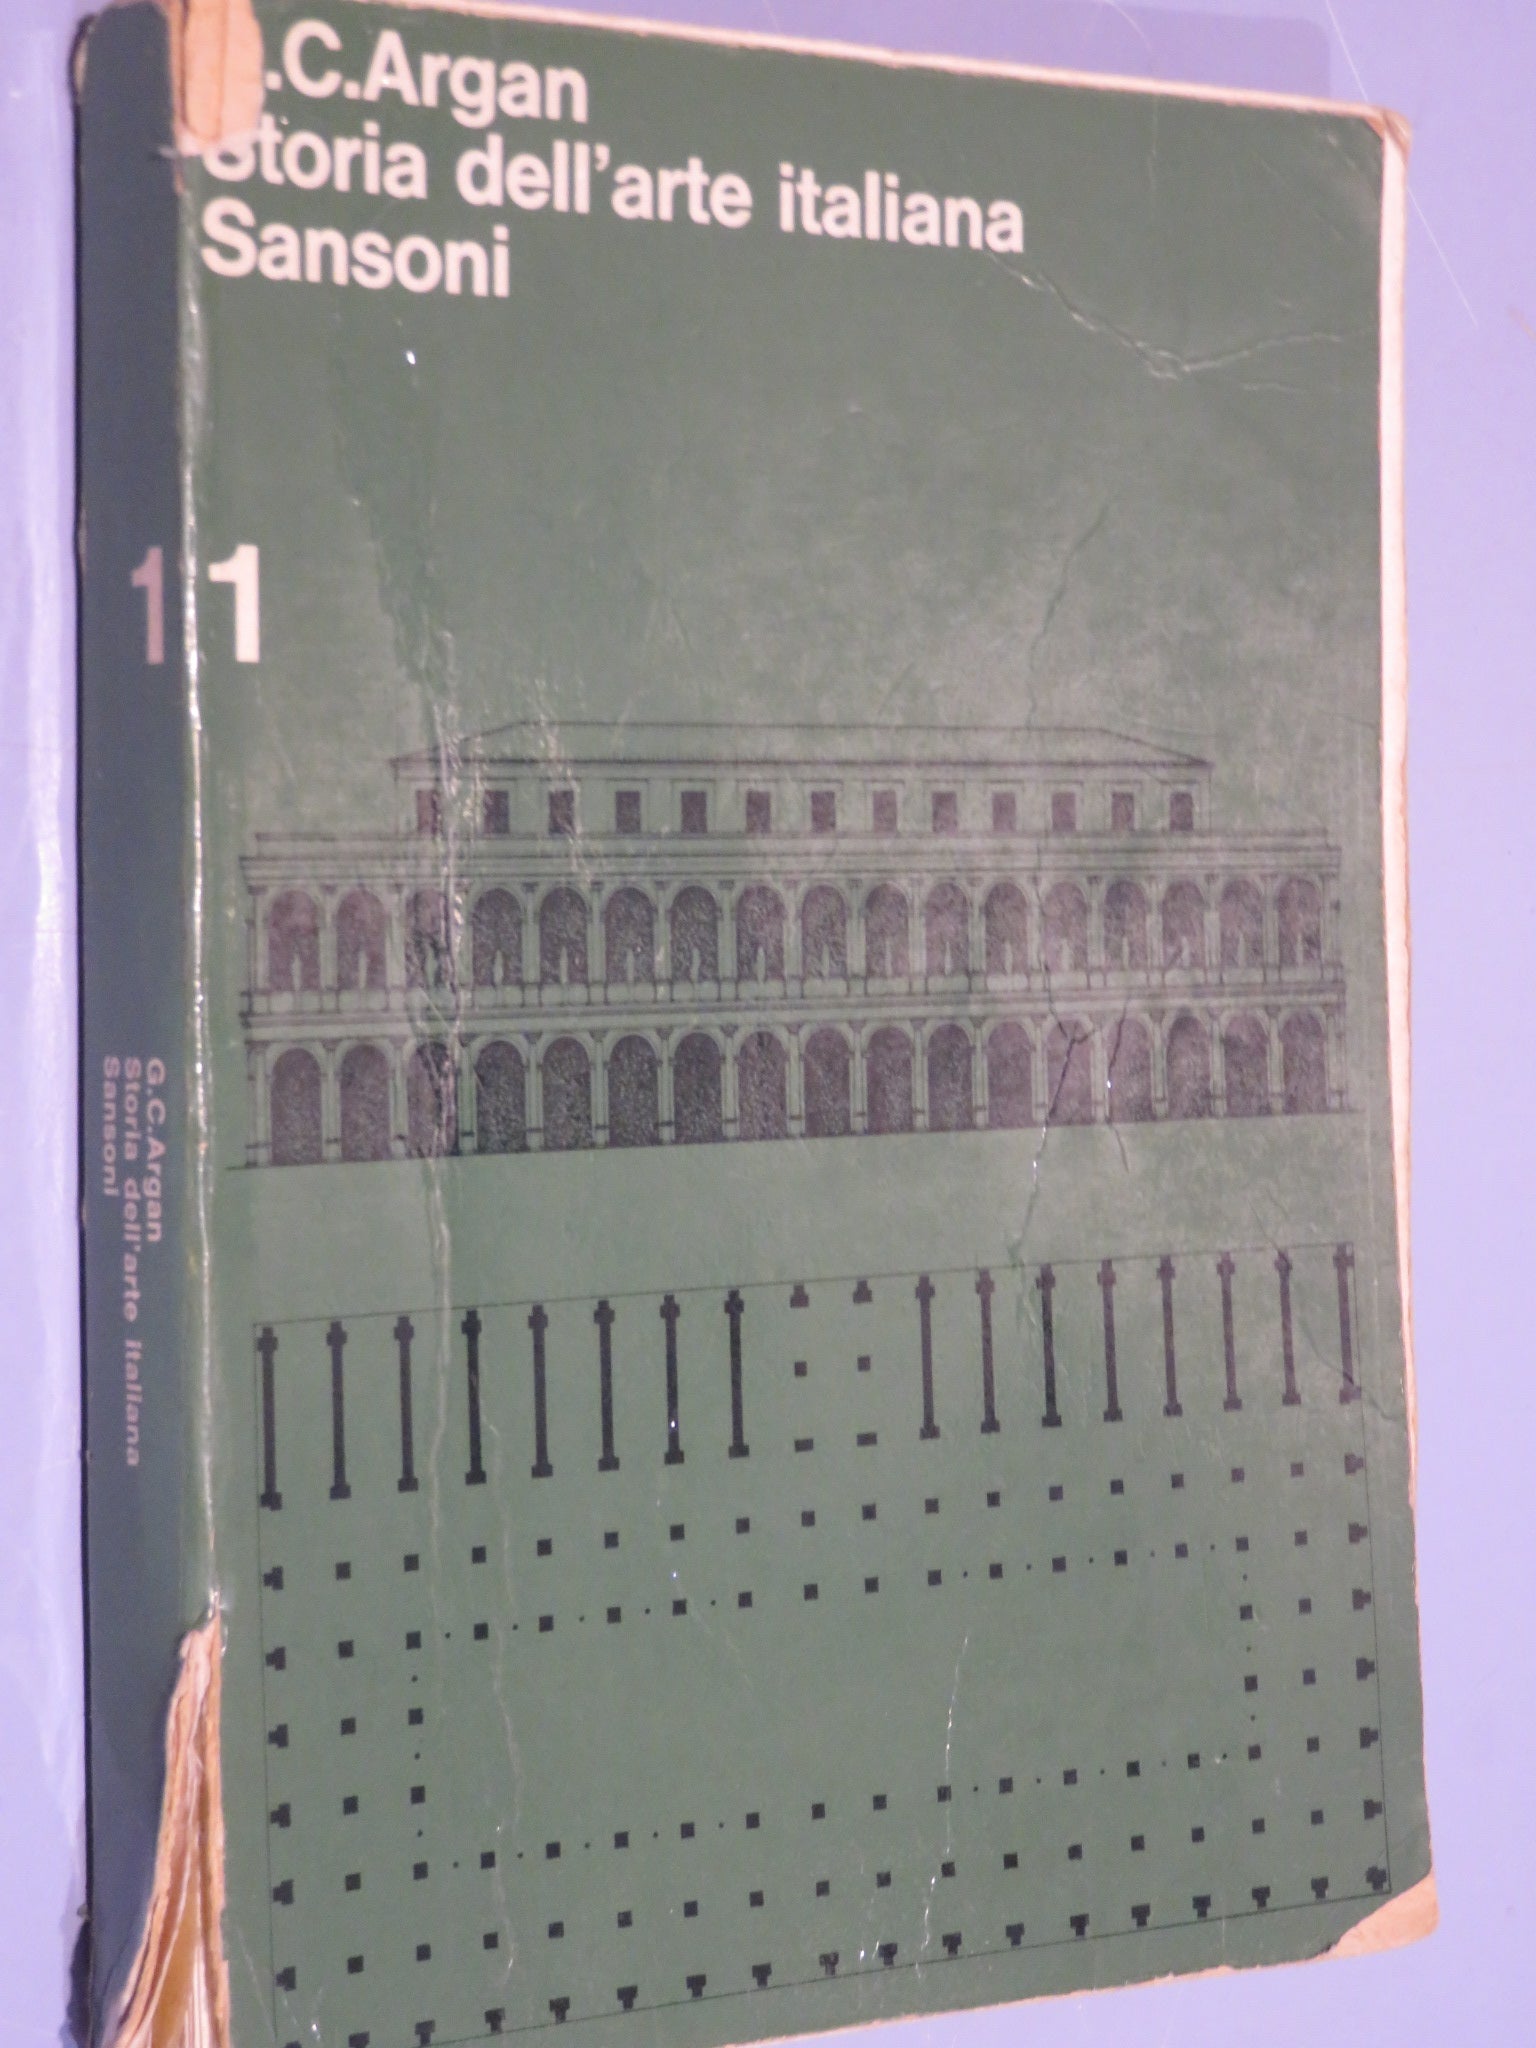 .C.Argan
Storia dell'arte italiana
Sansoni
1
1
G.C.Argan
Storia dell'arte italiana
Sansoni